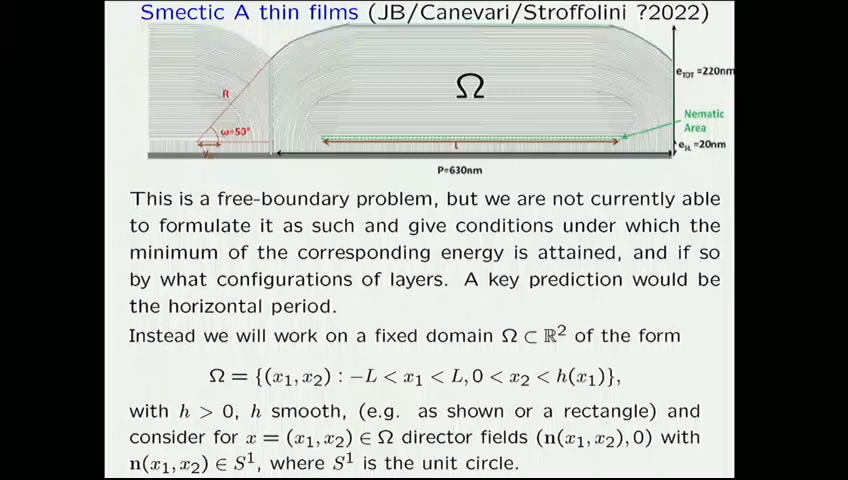 Smectic A thin films (JB/Canevari/Stroffolini ?2022)
R
Ω
e_TOT =220nm
ω=50°
Nematic
Area
L
e_SL =20nm
P=630nm
This is a free-boundary problem, but we are not currently able
to formulate it as such and give conditions under which the
minimum of the corresponding energy is attained, and if so
by what configurations of layers. A key prediction would be
the horizontal period.
Instead we will work on a fixed domain Ω ⊂ ℝ² of the form
Ω = {(x₁, x₂) : −L < x₁ < L, 0 < x₂ < h(x₁)},
with h > 0, h smooth, (e.g. as shown or a rectangle) and
consider for x = (x₁, x₂) ∈ Ω director fields (n(x₁, x₂), 0) with
n(x₁, x₂) ∈ S¹, where S¹ is the unit circle.